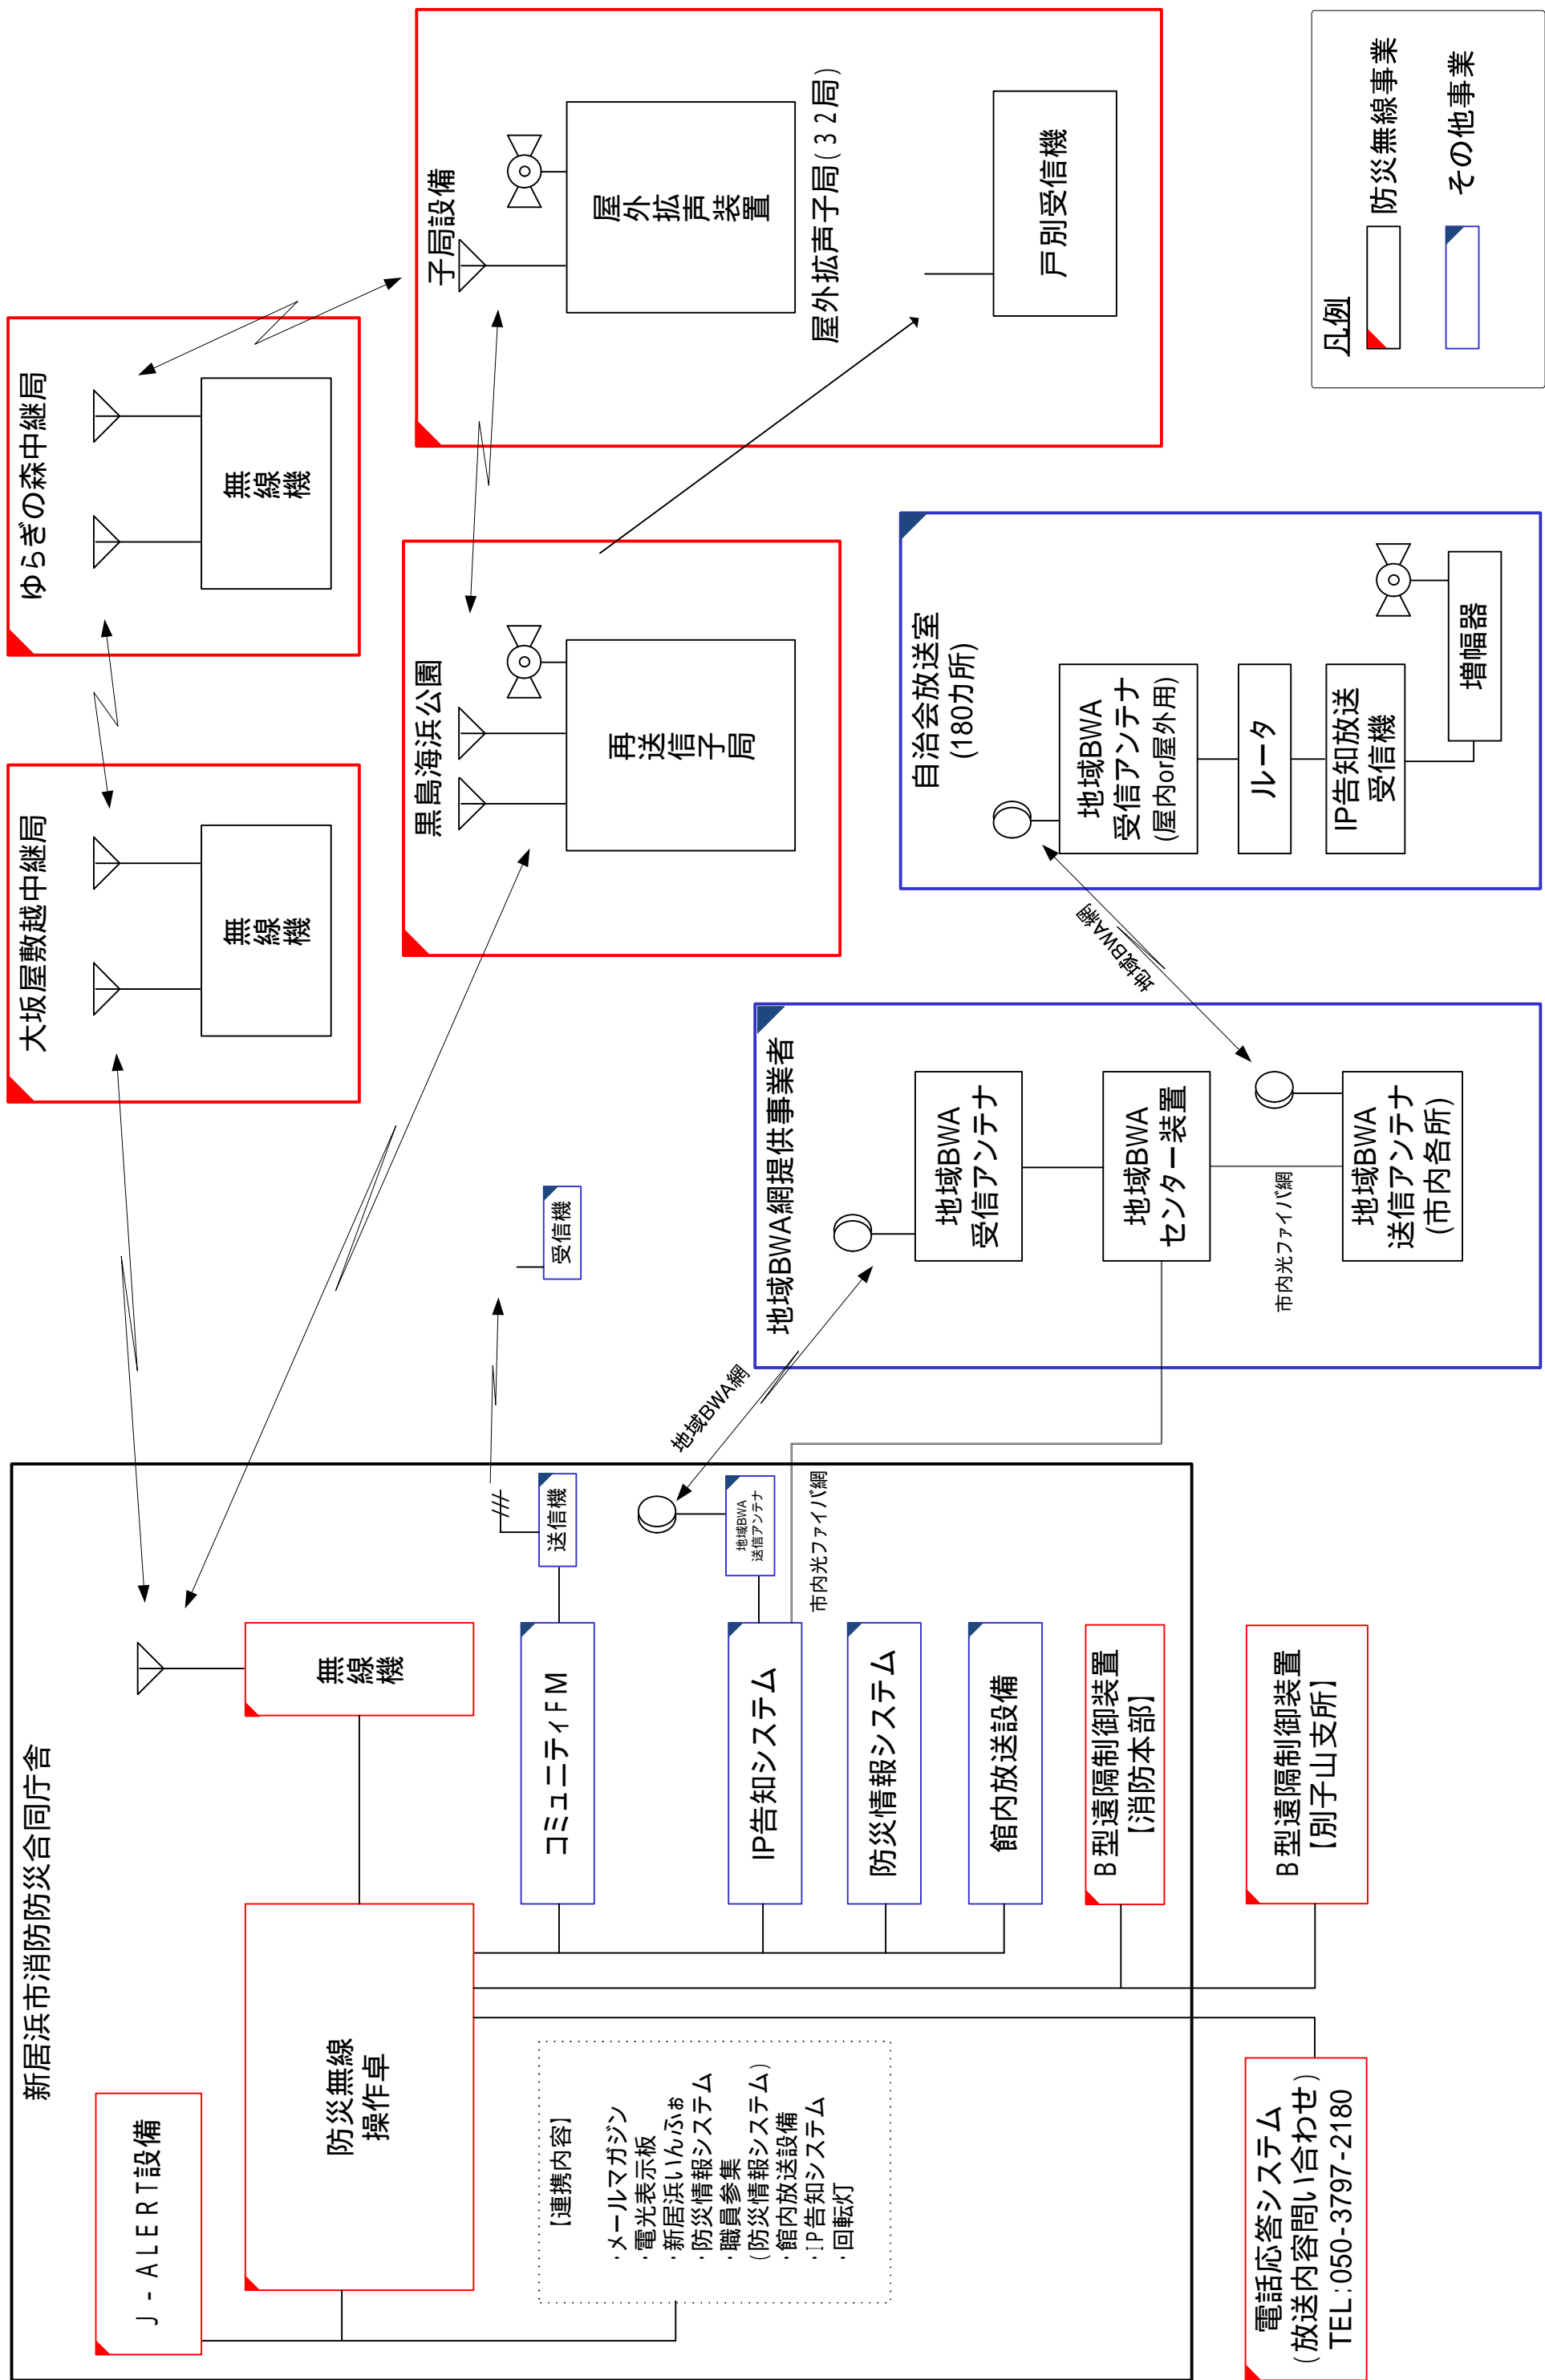 新居浜市消防防災合同庁舎
J-ALERT設備
防災無線
操作卓
無線機
【連携内容】
・メールマガジン
・電光表示板
・新居浜いんふぉ
・防災情報システム
・職員参集
(防災情報システム)
・館内放送設備
・IP告知システム
・回転灯
コミュニティFM
送信機
受信機
IP告知システム
地域BWA
送信アンテナ
地域BWA網
市内光ファイバ網
防災情報システム
館内放送設備
B型遠隔制御装置
【消防本部】
B型遠隔制御装置
【別子山支所】
電話応答システム
(放送内容問い合わせ)
TEL:050-3797-2180
大坂屋敷越中継局
無線機
ゆらぎの森中継局
無線機
黒島海浜公園
再送信子局
子局設備
屋外拡声装置
屋外拡声子局(32局)
戸別受信機
地域BWA網提供事業者
地域BWA
受信アンテナ
地域BWA
センター装置
市内光ファイバ網
地域BWA
送信アンテナ
(市内各所)
地域BWA網
自治会放送室
(180カ所)
地域BWA
受信アンテナ
(屋内or屋外用)
ルータ
IP告知放送
受信機
増幅器
凡例
防災無線事業
その他事業